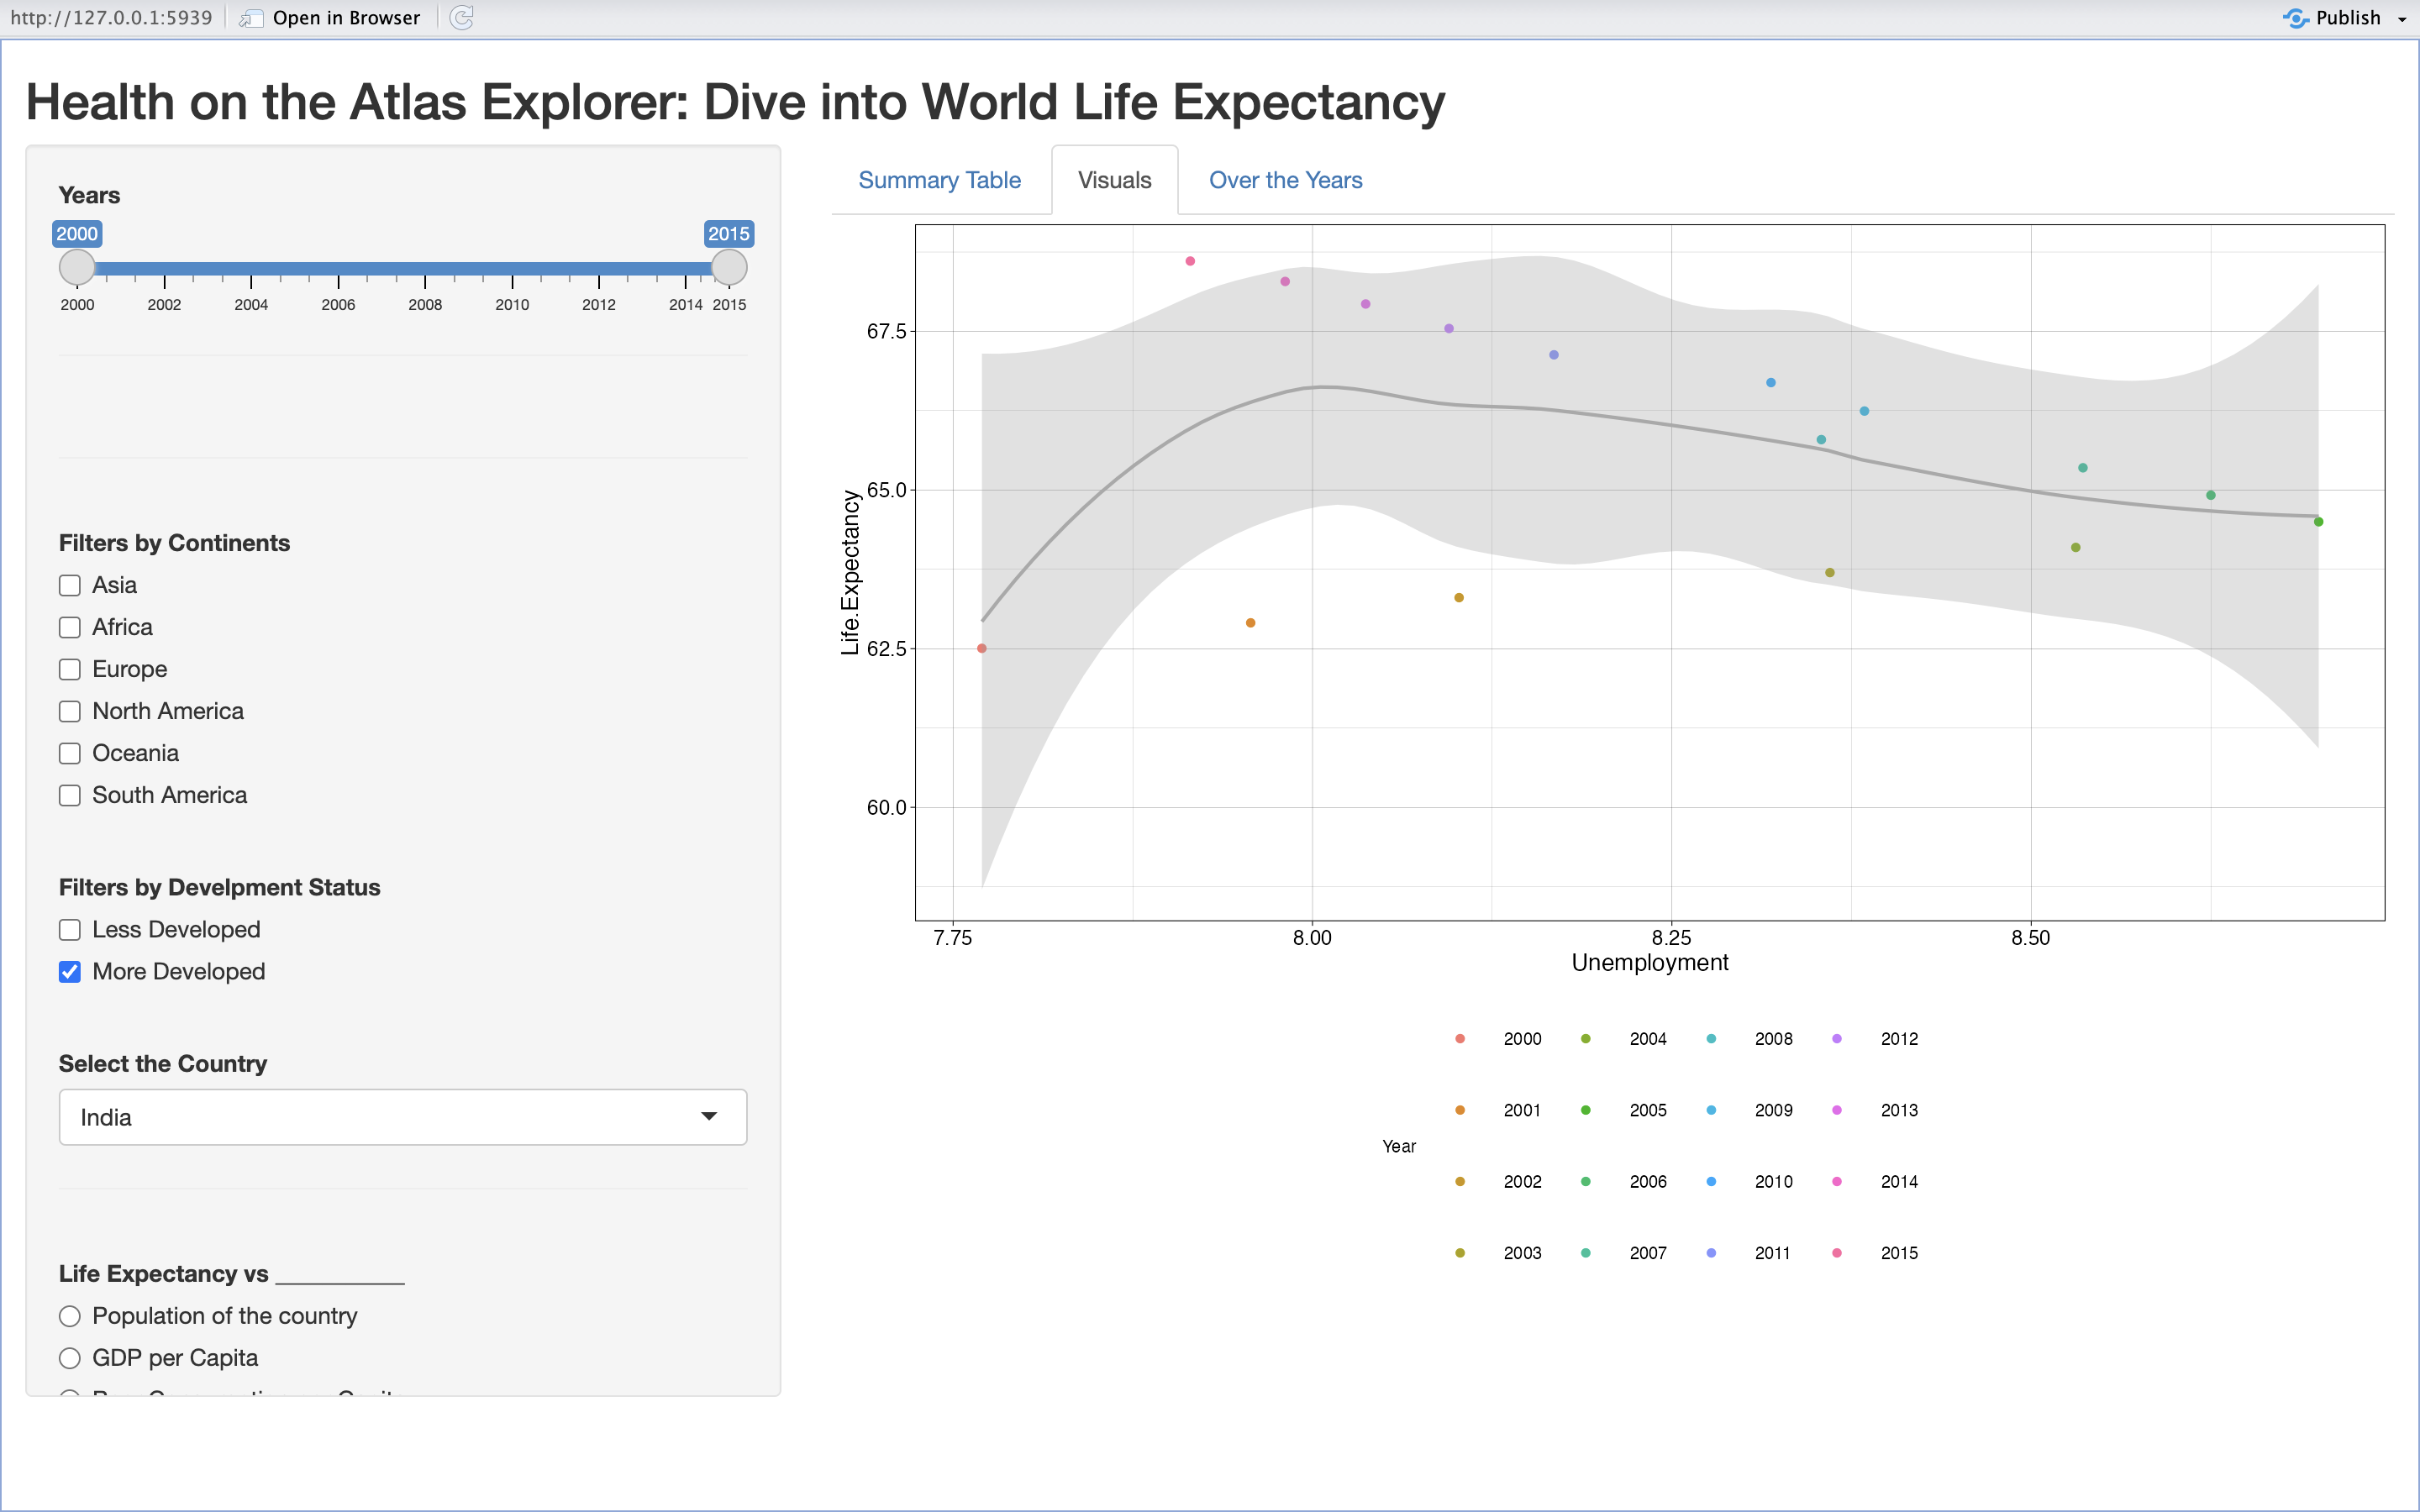 http://127.0.0.1:5939 Open in Browser Publish
Health on the Atlas Explorer: Dive into World Life Expectancy
Years
2000 2015
2000 2002 2004 2006 2008 2010 2012 2014 2015
Filters by Continents
Asia
Africa
Europe
North America
Oceania
South America
Filters by Develpment Status
Less Developed
More Developed
Select the Country
India
Life Expectancy vs __________
Population of the country
GDP per Capita
Summary Table Visuals Over the Years
Life.Expectancy
67.5
65.0
62.5
60.0
7.75 8.00 8.25 8.50
Unemployment
Year
2000 2004 2008 2012
2001 2005 2009 2013
2002 2006 2010 2014
2003 2007 2011 2015